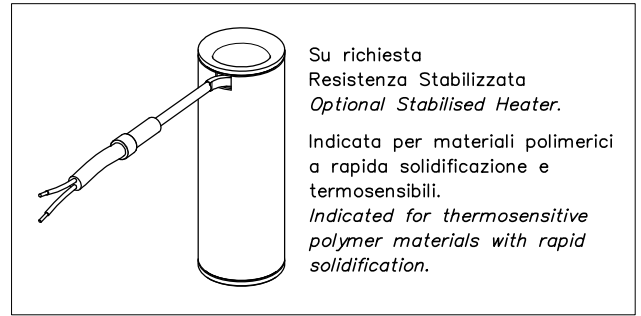 Su richiesta
Resistenza Stabilizzata
Optional Stabilised Heater.
Indicata per materiali polimerici
a rapida solidificazione e
termosensibili.
Indicated for thermosensitive
polymer materials with rapid
solidification.